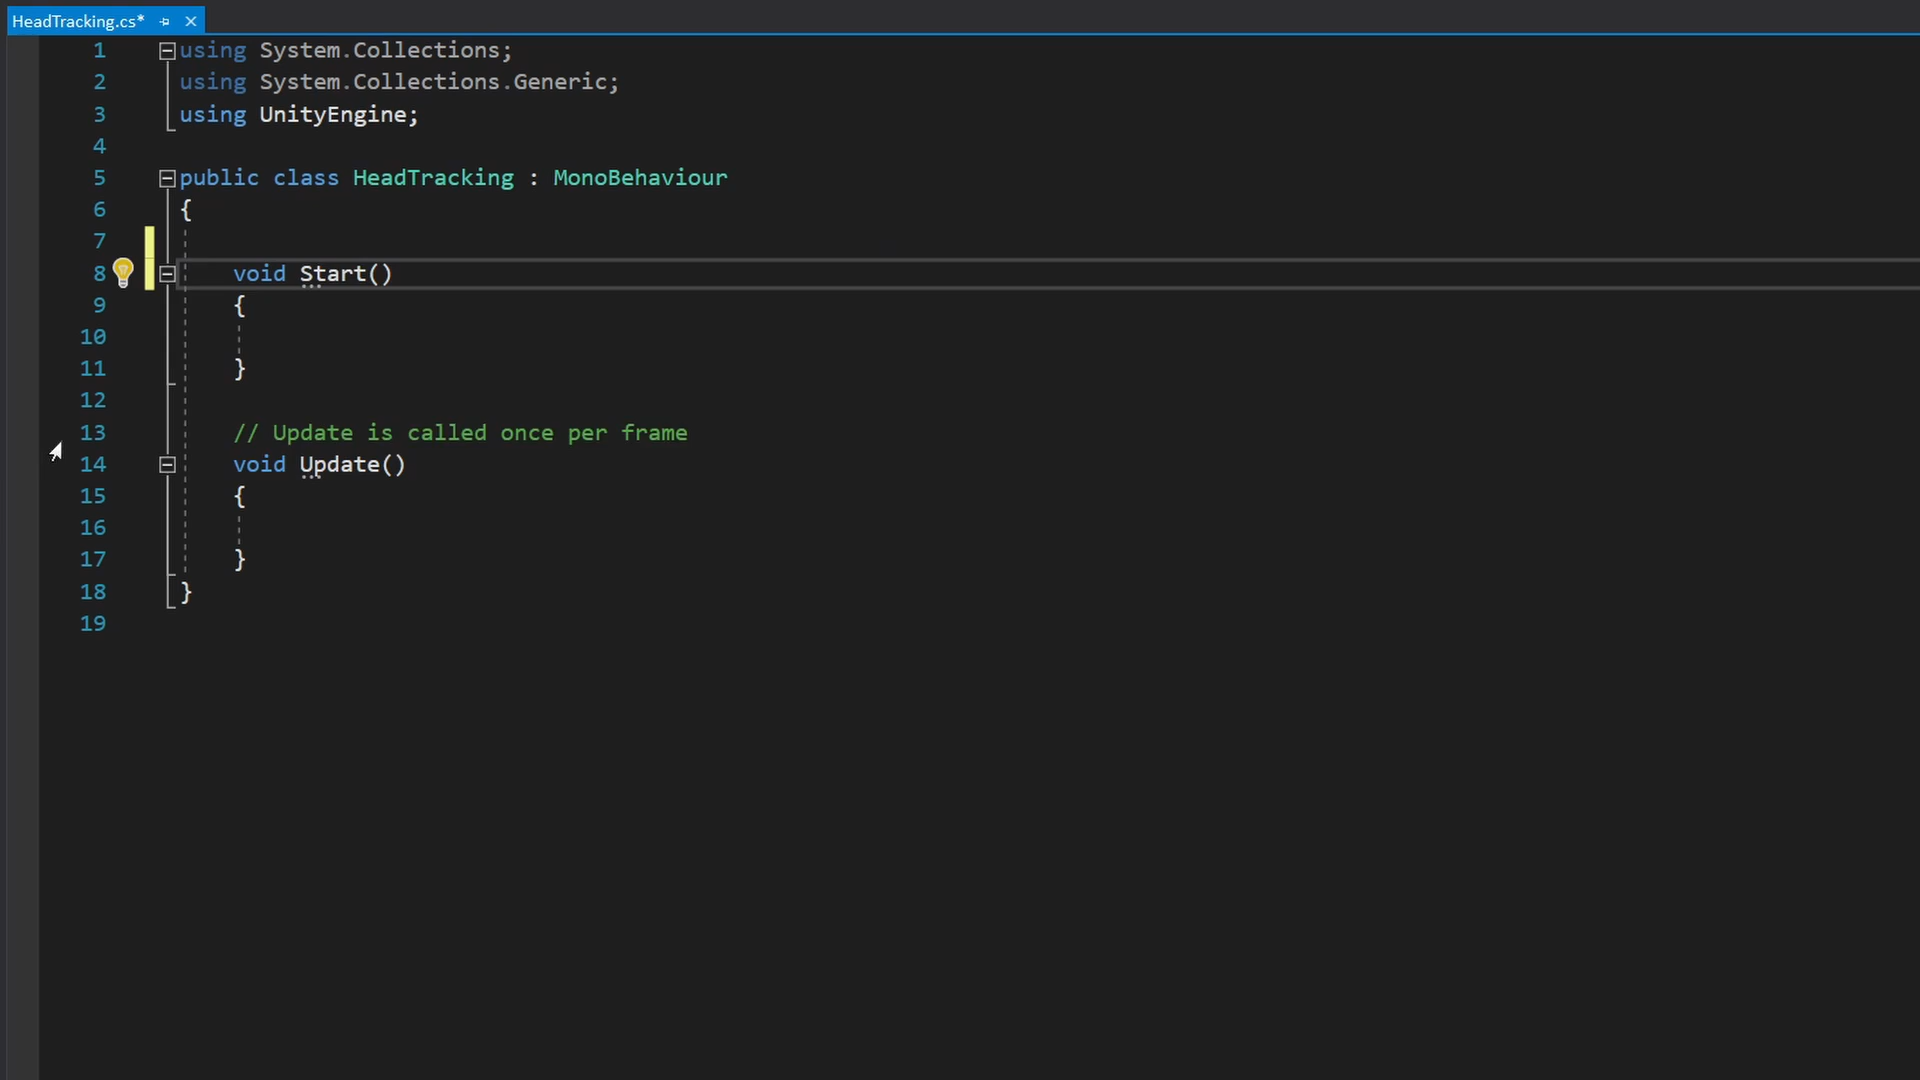 HeadTracking.cs*
1 using System.Collections;
2 using System.Collections.Generic;
3 using UnityEngine;
4
5 public class HeadTracking : MonoBehaviour
6 {
7
8 void Start()
9 {
10
11 }
12
13 // Update is called once per frame
14 void Update()
15 {
16
17 }
18 }
19